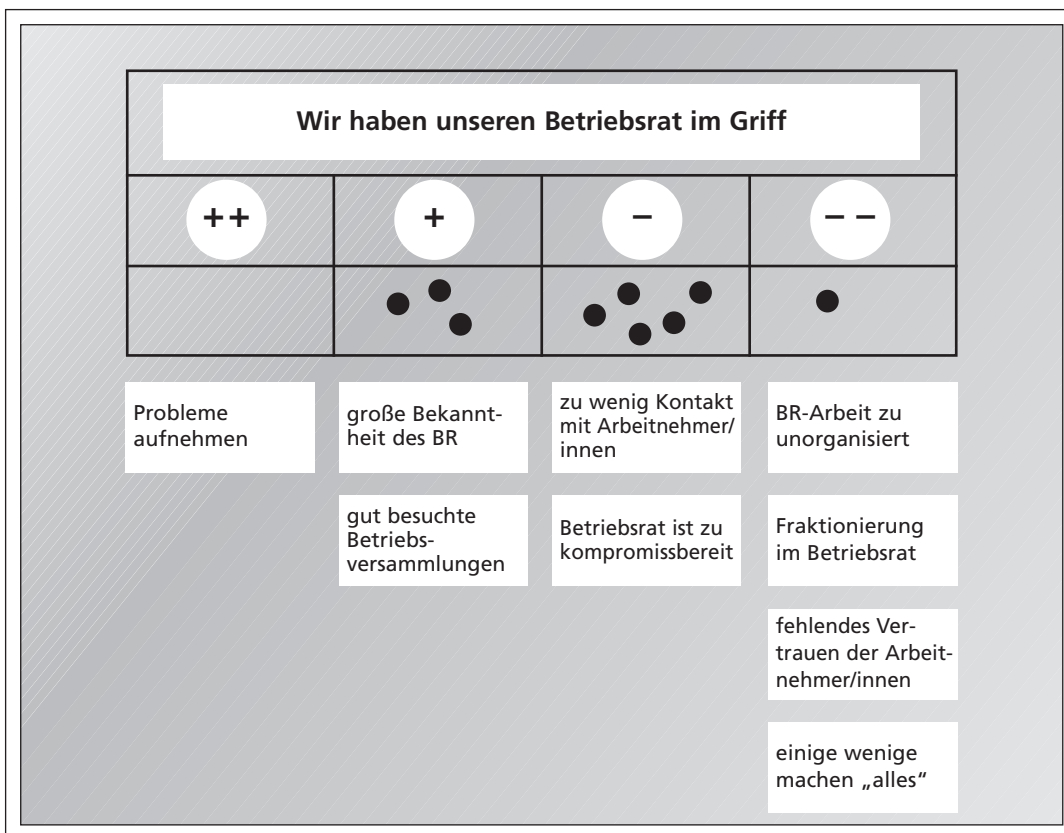 Wir haben unseren Betriebsrat im Griff
++
+
–
– –
Probleme
aufnehmen
große Bekannt-
heit des BR
zu wenig Kontakt
mit Arbeitnehmer/
innen
BR-Arbeit zu
unorganisiert
gut besuchte
Betriebs-
versammlungen
Betriebsrat ist zu
kompromissbereit
Fraktionierung
im Betriebsrat
fehlendes Ver-
trauen der Arbeit-
nehmer/innen
einige wenige
machen „alles“